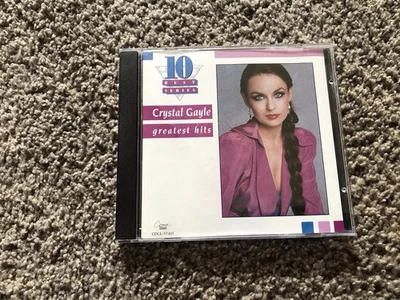 10
BEST
SERIES
Crystal Gayle
greatest hits